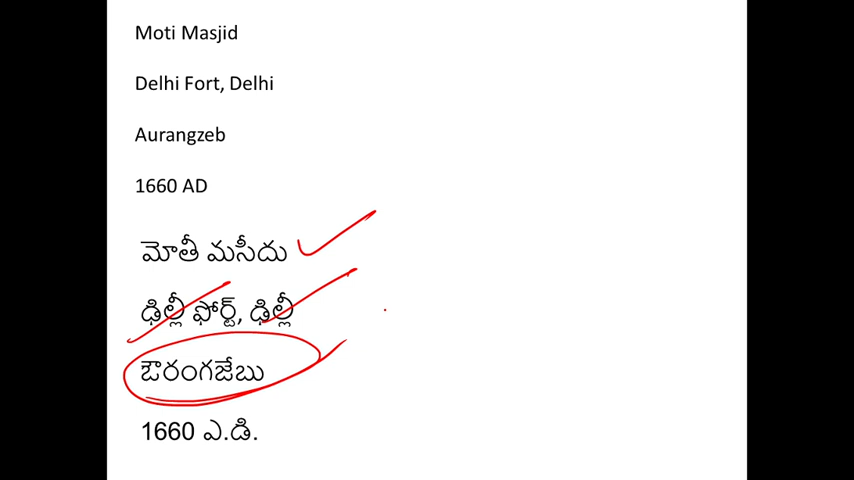 Moti Masjid
Delhi Fort, Delhi
Aurangzeb
1660 AD
మోతీ మసీదు
ఢిల్లీ ఫోర్ట్, ఢిల్లీ
ఔరంగజేబు
1660 ఎ.డి.